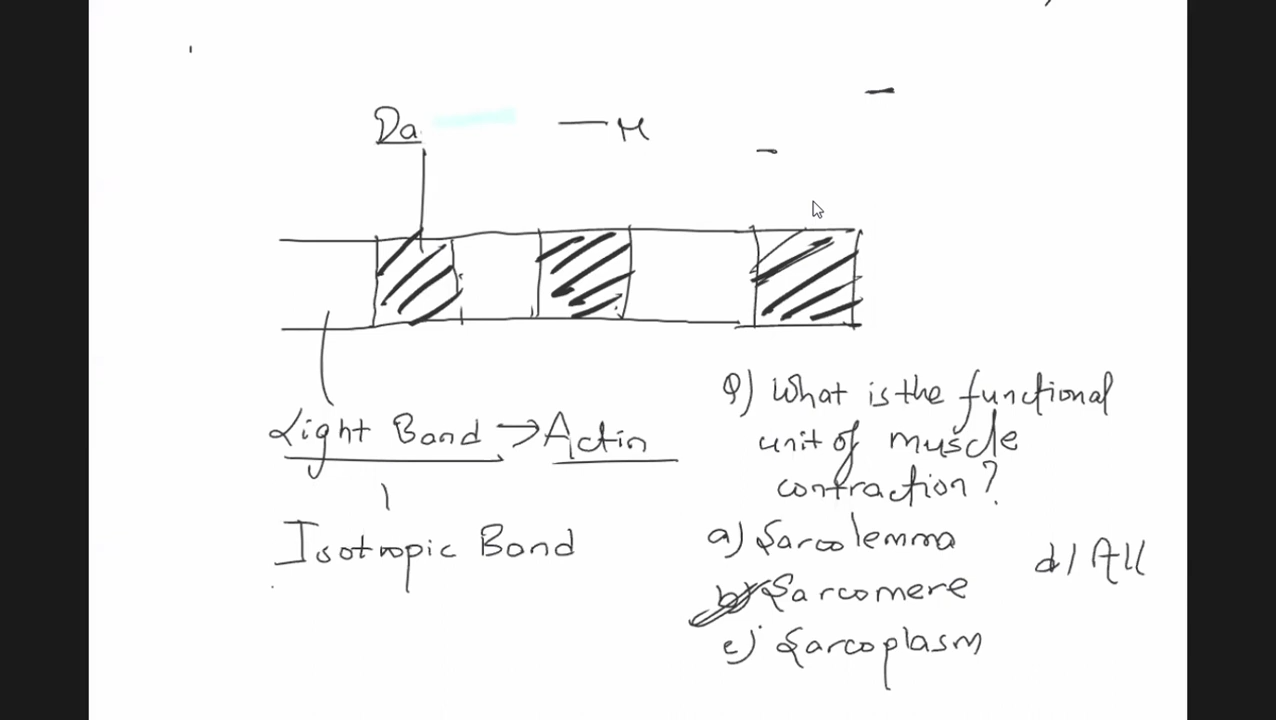 Da
M
Light Band → Actin
Isotropic Band
Q) What is the functional
unit of muscle
contraction?
a) Sarcolemma
b) Sarcomere
c) Sarcoplasm
d) All